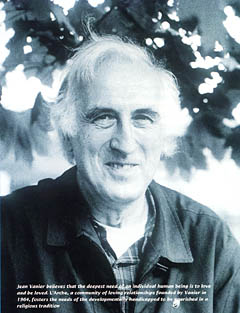 Jean Vanier believes that the deepest need of an individual human being is to love
and be loved. L'Arche, a community of loving relationships founded by Vanier in
1964, fosters the needs of the developmentally handicapped to be nourished in a
religious tradition